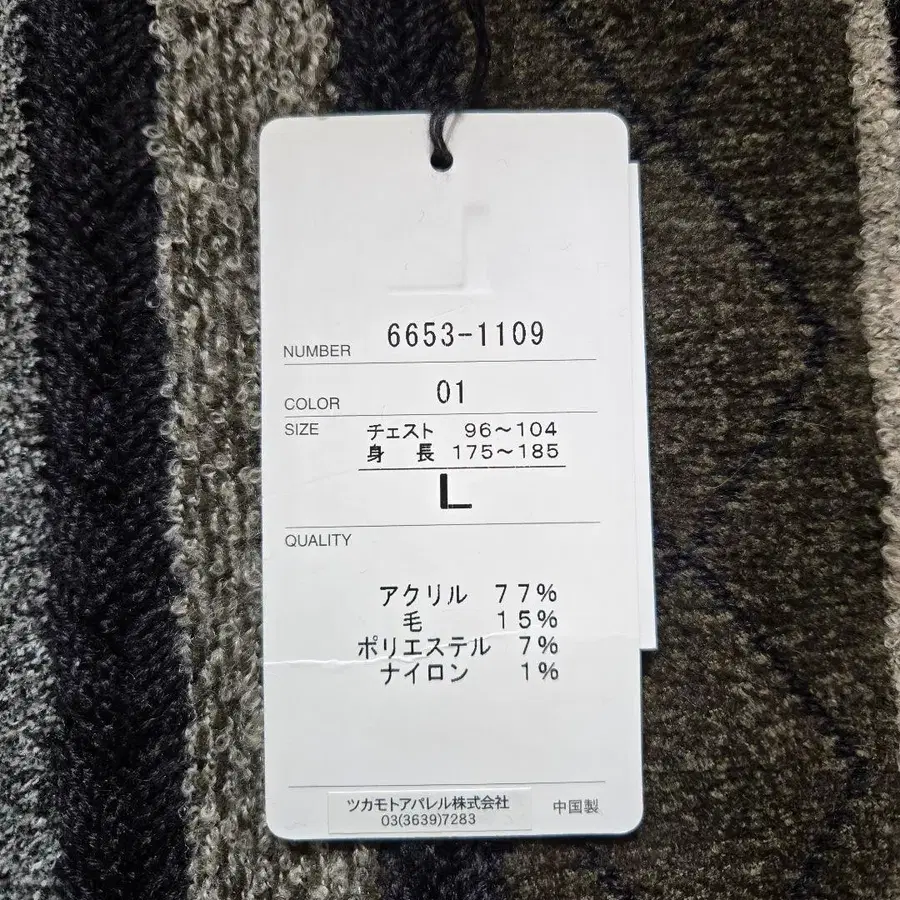 NUMBER 6653-1109
COLOR 01
SIZE チェスト 96～104
身長 175～185
L
QUALITY
アクリル 77%
毛 15%
ポリエステル 7%
ナイロン 1%
ツカモトアパレル株式会社 中国製
03(3639)7283